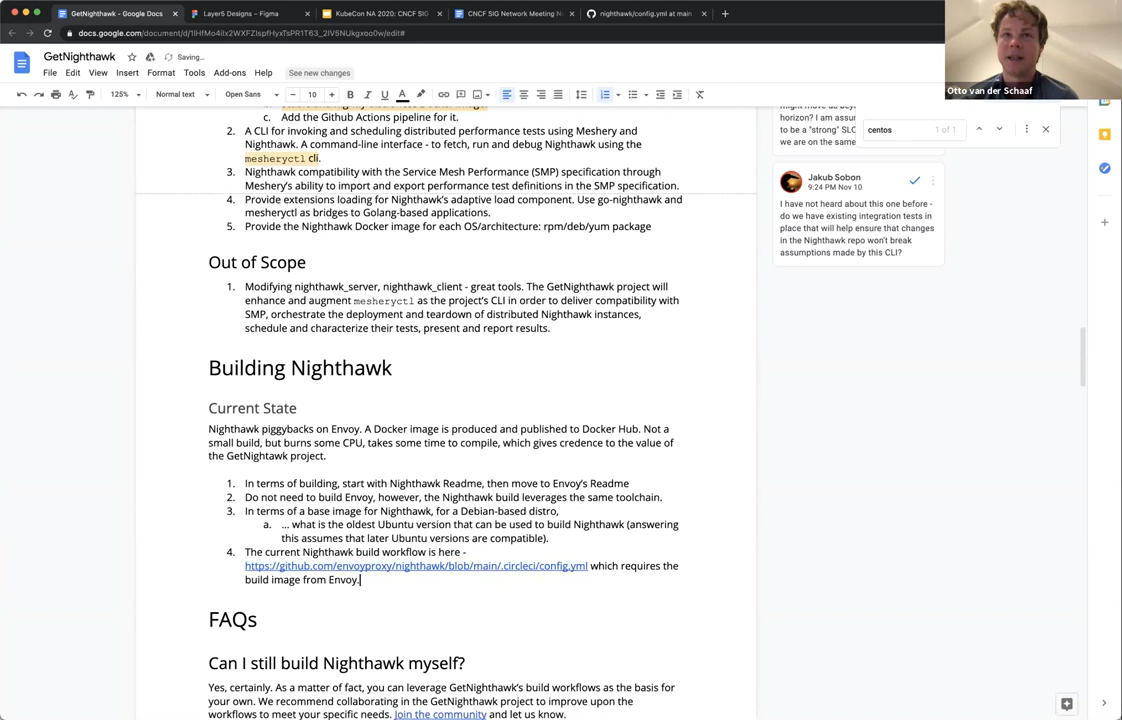 GetNighthawk - Google Docs
Layer5 Designs – Figma
KubeCon NA 2020: CNCF SIG
CNCF SIG Network Meeting N
nighthawk/config.yml at main
docs.google.com/document/d/
GetNighthawk
Saving...
File Edit View Insert Format Tools Add-ons Help See new changes
125% Normal text Open Sans 10
Otto van der Schaaf
centos 1 of 1
c. Add the Github Actions pipeline for it.
2. A CLI for invoking and scheduling distributed performance tests using Meshery and
Nighthawk. A command-line interface - to fetch, run and debug Nighthawk using the
mesheryctl cli.
3. Nighthawk compatibility with the Service Mesh Performance (SMP) specification through
Meshery's ability to import and export performance test definitions in the SMP specification.
4. Provide extensions loading for Nighthawk's adaptive load component. Use go-nighthawk and
mesheryctl as bridges to Golang-based applications.
5. Provide the Nighthawk Docker image for each OS/architecture: rpm/deb/yum package
Out of Scope
1. Modifying nighthawk_server, nighthawk_client - great tools. The GetNighthawk project will
enhance and augment mesheryctl as the project's CLI in order to deliver compatibility with
SMP, orchestrate the deployment and teardown of distributed Nighthawk instances,
schedule and characterize their tests, present and report results.
Building Nighthawk
Current State
Nighthawk piggybacks on Envoy. A Docker image is produced and published to Docker Hub. Not a
small build, but burns some CPU, takes some time to compile, which gives credence to the value of
the GetNightawk project.
1. In terms of building, start with Nighthawk Readme, then move to Envoy's Readme
2. Do not need to build Envoy, however, the Nighthawk build leverages the same toolchain.
3. In terms of a base image for Nighthawk, for a Debian-based distro,
a. ... what is the oldest Ubuntu version that can be used to build Nighthawk (answering
this assumes that later Ubuntu versions are compatible).
4. The current Nighthawk build workflow is here -
https://github.com/envoyproxy/nighthawk/blob/main/.circleci/config.yml which requires the
build image from Envoy.
FAQs
Can I still build Nighthawk myself?
Yes, certainly. As a matter of fact, you can leverage GetNighthawk's build workflows as the basis for
your own. We recommend collaborating in the GetNighthawk project to improve upon the
workflows to meet your specific needs. Join the community and let us know.
horizon? I am assu
to be a "strong" SLO
we are on the same
Jakub Sobon
9:24 PM Nov 10
I have not heard about this one before -
do we have existing integration tests in
place that will help ensure that changes
in the Nighthawk repo won't break
assumptions made by this CLI?